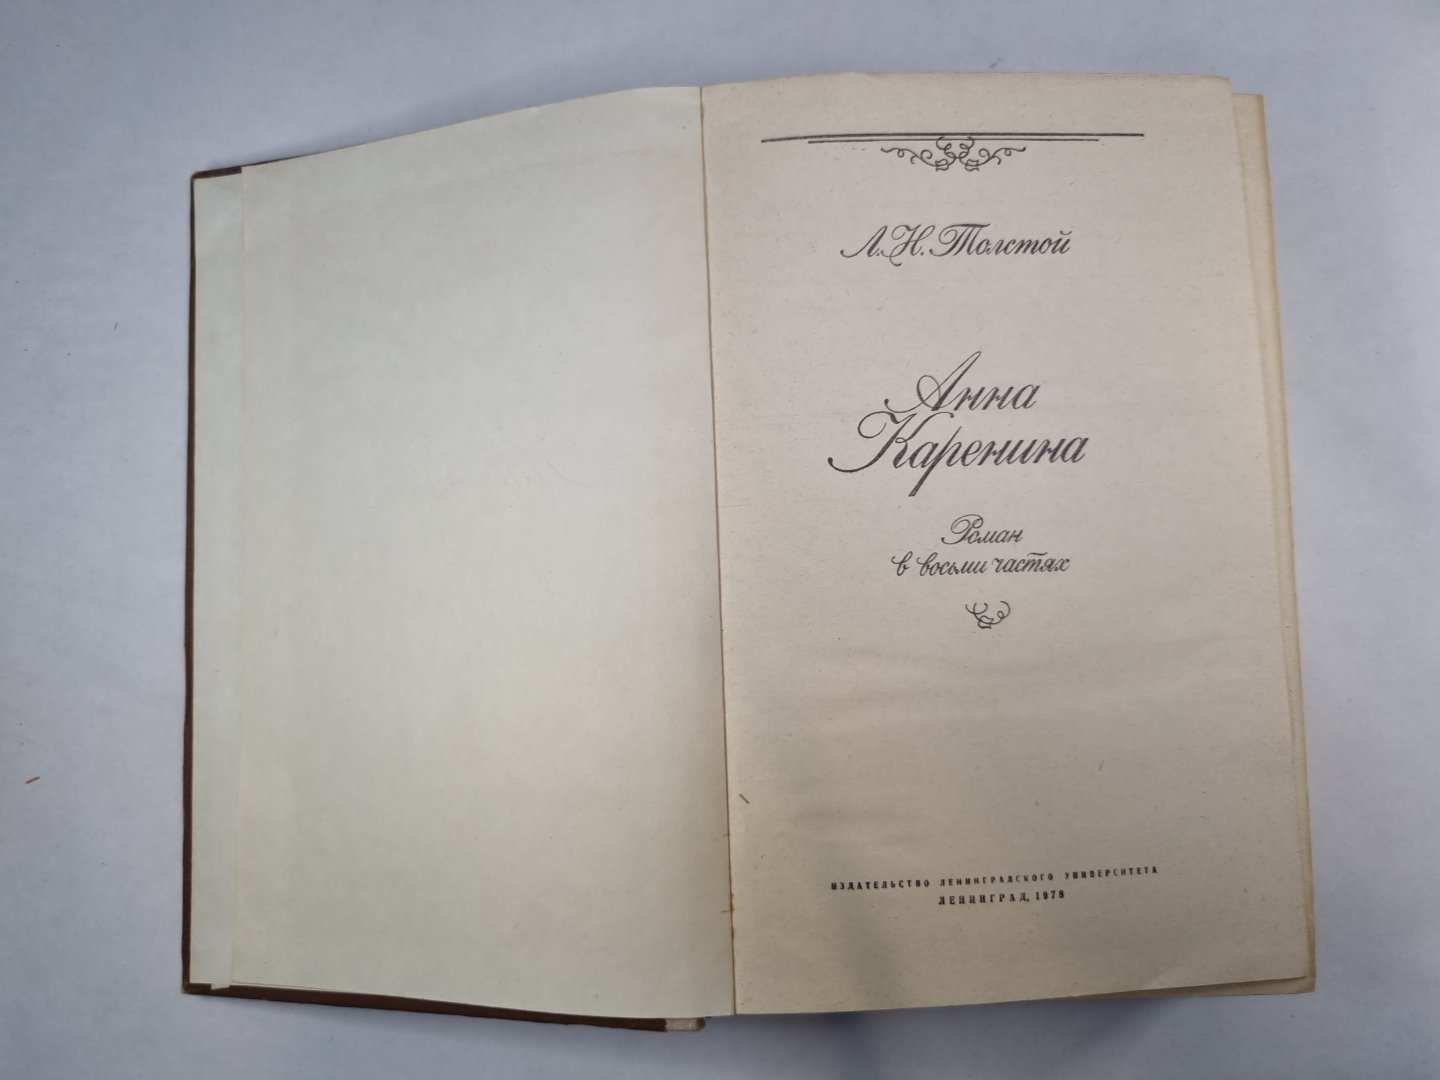 Л.Н.Толстой
Анна
Каренина
Роман
в восьми частях
ИЗДАТЕЛЬСТВО ЛЕНИНГРАДСКОГО УНИВЕРСИТЕТА
ЛЕНИНГРАД, 1978